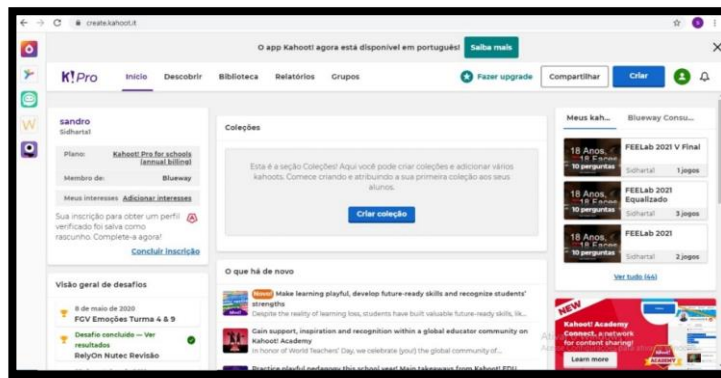 create.kahoot.it
O app Kahoot! agora está disponível em português!
Saiba mais
K!Pro
Início
Descobrir
Biblioteca
Relatórios
Grupos
Fazer upgrade
Compartilhar
Criar
sandro
Sidhartal
Plano:
Kahoot! Pro for schools
(annual billing)
Membro de:
Blueway
Meus interesses
Adicionar interesses
Sua inscrição para obter um perfil
verificado foi salva como
rascunho. Complete-a agora!
Concluir inscrição
Visão geral de desafios
8 de maio de 2020
FGV Emoções Turma 4 & 9
Desafio concluído — Ver
resultados
RelyOn Nutec Revisão
Coleções
Esta é a seção Coleções! Aqui você pode criar coleções e adicionar vários
kahoots. Comece criando e atribuindo a sua primeira coleção aos seus
alunos.
Criar coleção
O que há de novo
Make learning playful, develop future-ready skills and recognize students'
strengths
Despite the reality of learning loss, students have built valuable future-ready skills, lik...
Gain support, inspiration and recognition within a global educator community on
Kahoot! Academy
In honor of World Teachers' Day, we celebrate (you!) the global community of...
Practice playful pedagogy this school year! Main takeaways from Kahoot! EDU
Meus kah...
Blueway Consu...
18 Anos,
18 Faces
10 perguntas
FEELab 2021 V Final
Sidhartal
1 jogos
18 Anos,
18 Faces
10 perguntas
FEELab 2021
Equalizado
Sidhartal
3 jogos
18 Anos,
18 Faces
10 perguntas
FEELab 2021
Sidhartal
2 jogos
Ver tudo (44)
NEW
Kahoot! Academy
Connect, a network
for content sharing!
Learn more
Kahoot!
ACADEMY